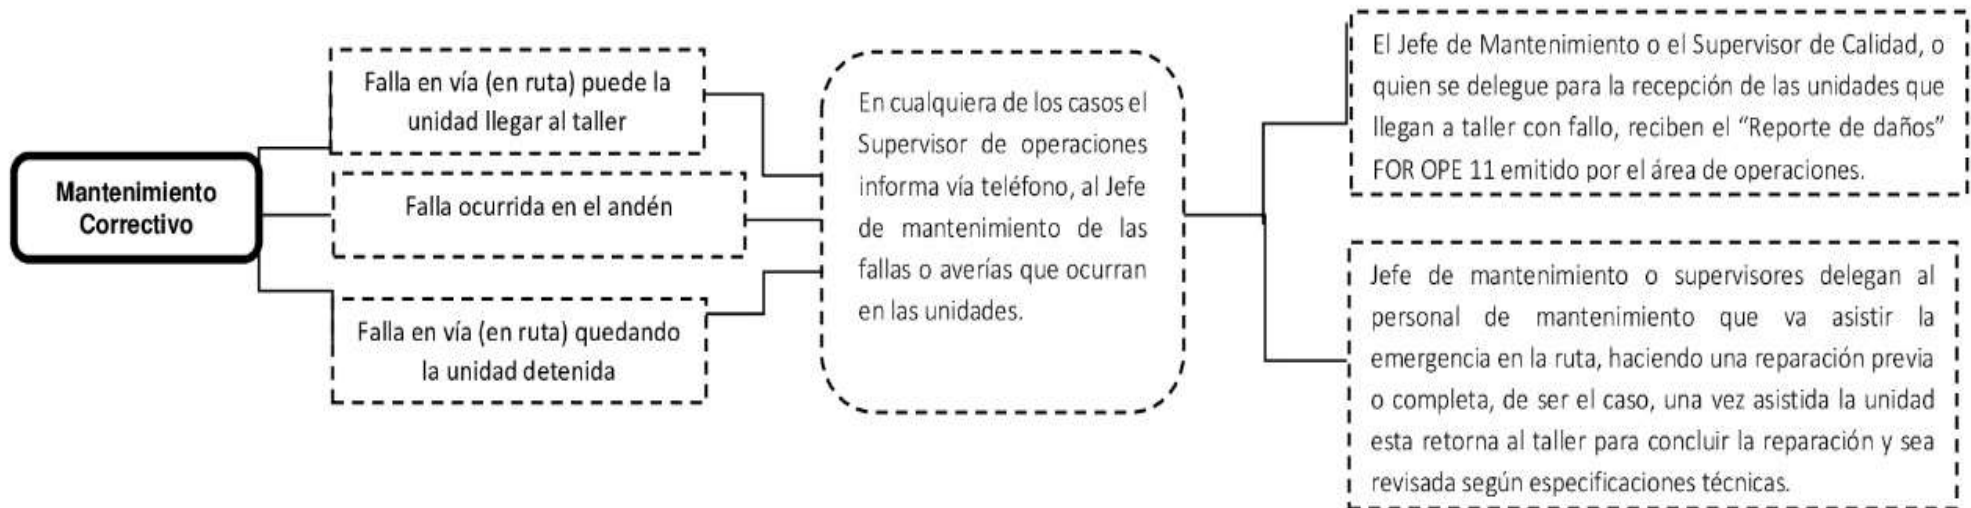 Mantenimiento
Correctivo
Falla en vía (en ruta) puede la
unidad llegar al taller
Falla ocurrida en el andén
Falla en vía (en ruta) quedando
la unidad detenida
En cualquiera de los casos el
Supervisor de operaciones
informa vía teléfono, al Jefe
de mantenimiento de las
fallas o averías que ocurran
en las unidades.
El Jefe de Mantenimiento o el Supervisor de Calidad, o
quien se delegue para la recepción de las unidades que
llegan a taller con fallo, reciben el “Reporte de daños”
FOR OPE 11 emitido por el área de operaciones.
Jefe de mantenimiento o supervisores delegan al
personal de mantenimiento que va asistir la
emergencia en la ruta, haciendo una reparación previa
o completa, de ser el caso, una vez asistida la unidad
esta retorna al taller para concluir la reparación y sea
revisada según especificaciones técnicas.